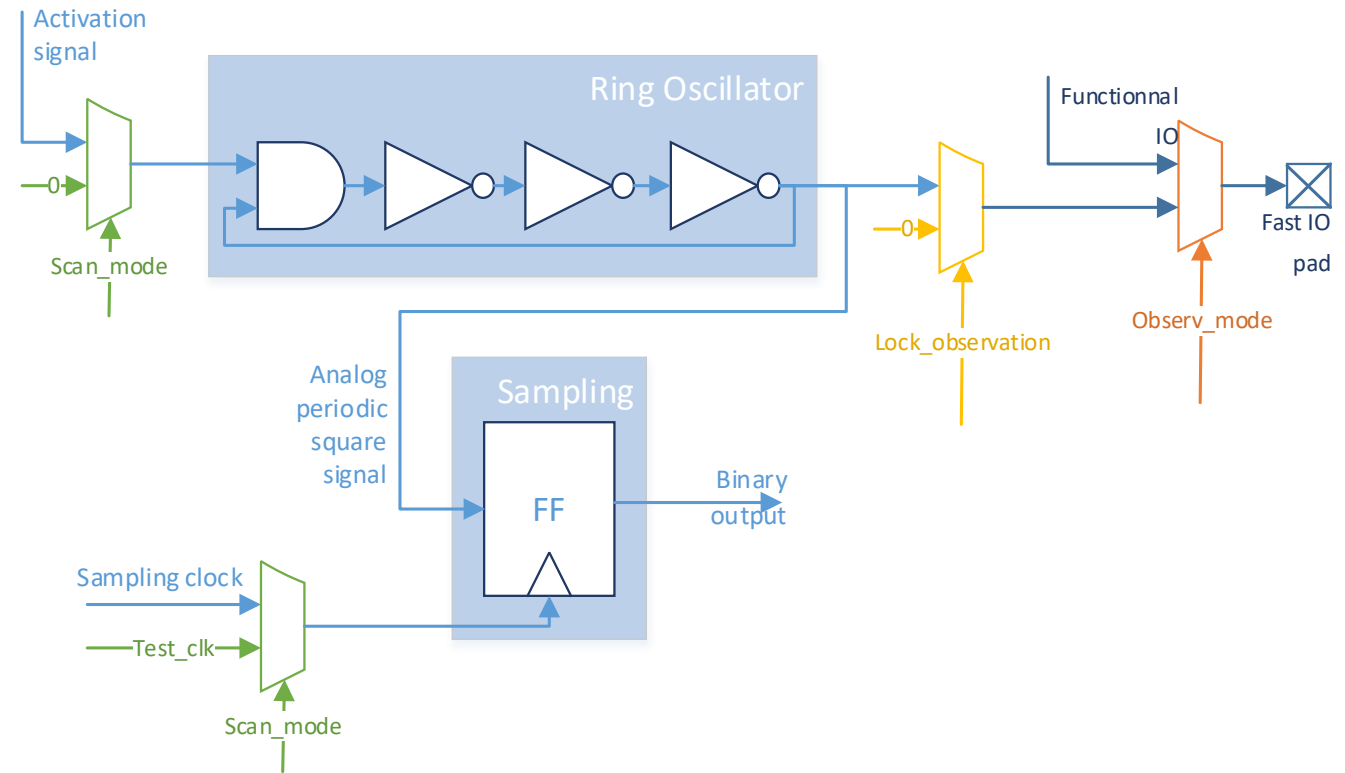 Activation
signal
0
Scan_mode
Ring Oscillator
Functionnal
IO
0
Fast IO
pad
Lock_observation
Observ_mode
Analog
periodic
square
signal
Sampling
FF
Binary
output
Sampling clock
Test_clk
Scan_mode